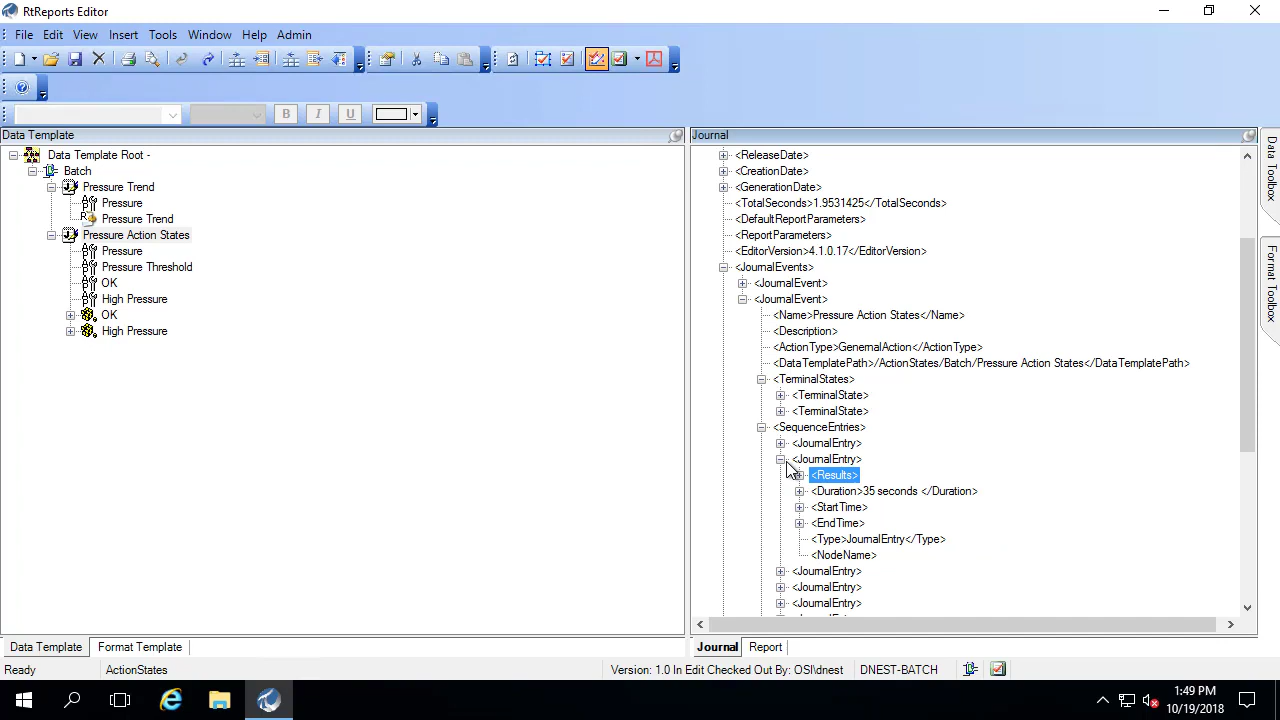 RtReports Editor
File Edit View Insert Tools Window Help Admin
B I U
Data Template
Journal
Data Template Root -
Batch
Pressure Trend
Pressure
Pressure Trend
Pressure Action States
Pressure
Pressure Threshold
OK
High Pressure
OK
High Pressure
<ReleaseDate>
<CreationDate>
<GenerationDate>
<TotalSeconds>1.9531425</TotalSeconds>
<DefaultReportParameters>
<ReportParameters>
<EditorVersion>4.1.0.17</EditorVersion>
<JournalEvents>
<JournalEvent>
<JournalEvent>
<Name>Pressure Action States</Name>
<Description>
<ActionType>GenernalAction</ActionType>
<DataTemplatePath>/ActionStates/Batch/Pressure Action States</DataTemplatePath>
<TerminalStates>
<TerminalState>
<TerminalState>
<SequenceEntries>
<JournalEntry>
<JournalEntry>
<Results>
<Duration>35 seconds </Duration>
<StartTime>
<EndTime>
<Type>JournalEntry</Type>
<NodeName>
<JournalEntry>
<JournalEntry>
<JournalEntry>
Data Toolbox
Format Toolbox
Data Template Format Template
Journal Report
Ready ActionStates Version: 1.0 In Edit Checked Out By: OSI\dnest DNEST-BATCH
1:49 PM
10/19/2018